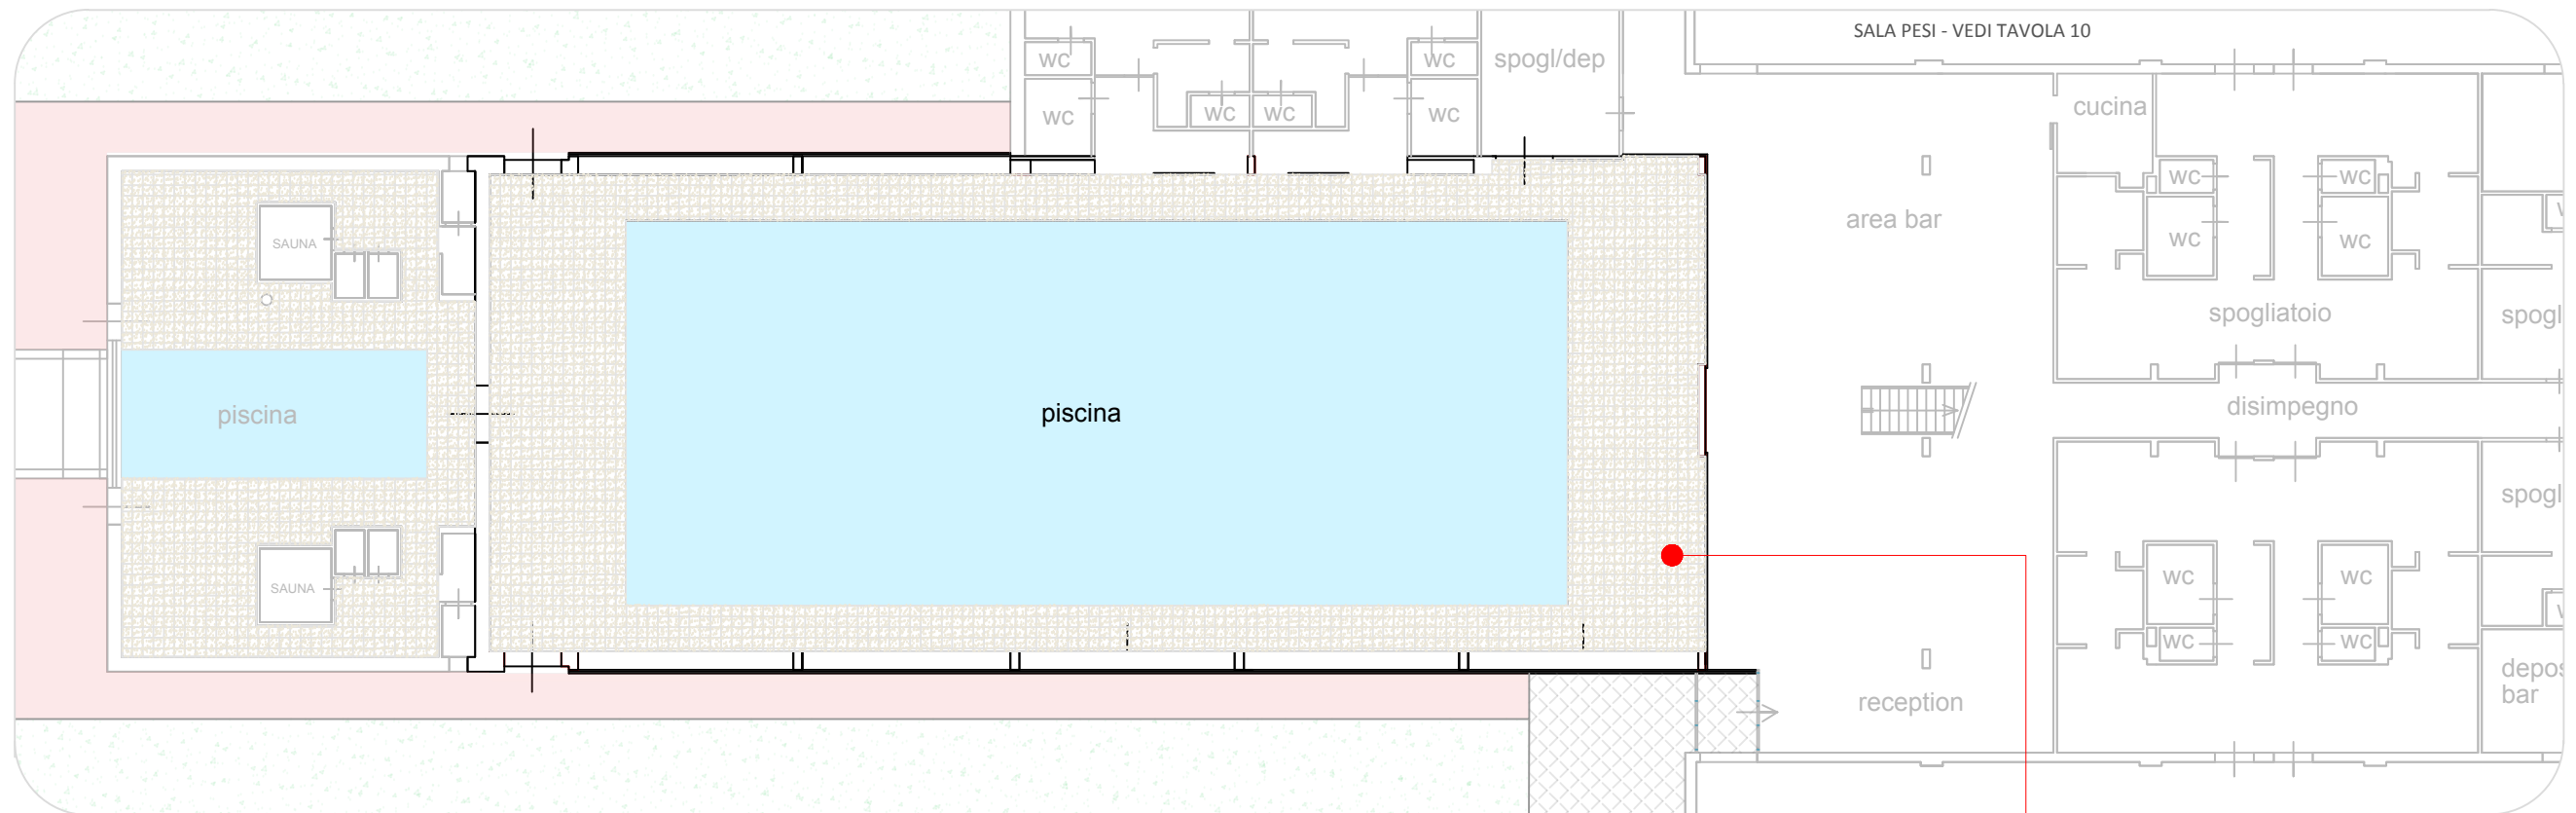 SALA PESI - VEDI TAVOLA 10
wc
wc
spogl/dep
wc
wc
wc
wc
cucina
wc
wc
area bar
wc
wc
SAUNA
spogliatoio
spogl
piscina
piscina
disimpegno
spogl
wc
wc
SAUNA
wc
wc
reception
depos
bar